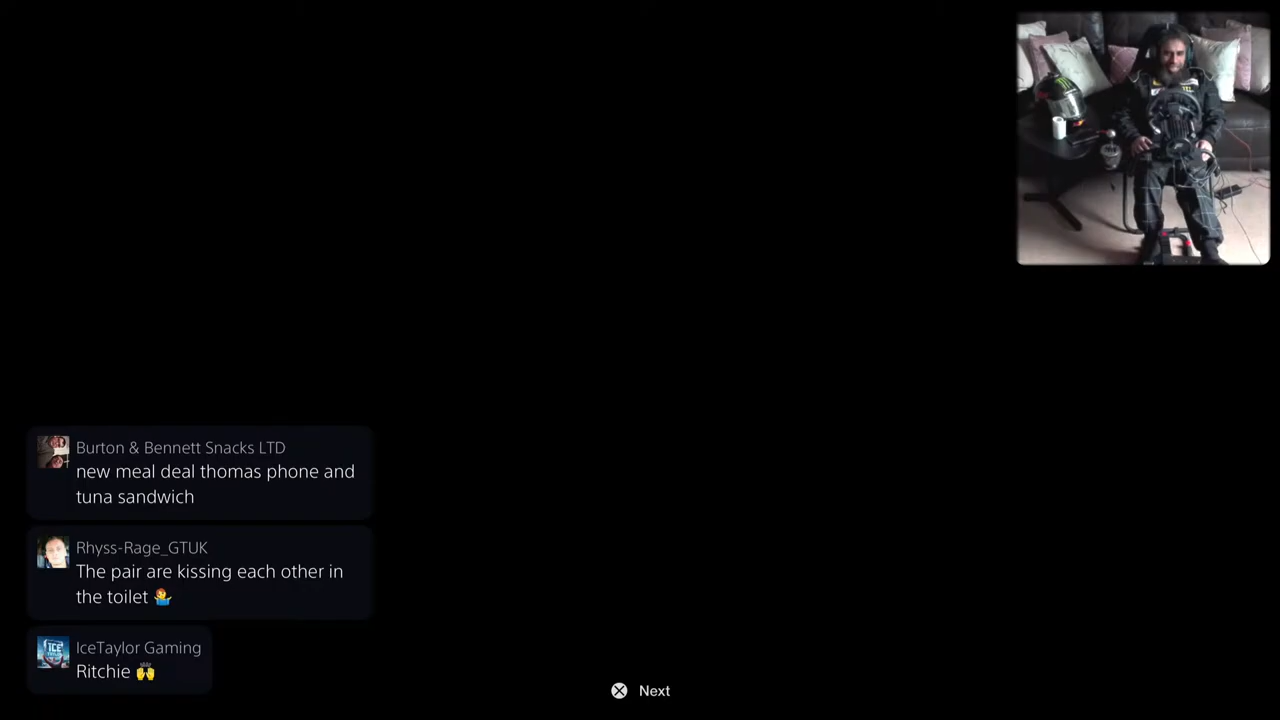 Burton & Bennett Snacks LTD
new meal deal thomas phone and
tuna sandwich
Rhyss-Rage_GTUK
The pair are kissing each other in
the toilet 🤷
IceTaylor Gaming
Ritchie 🙌
Next